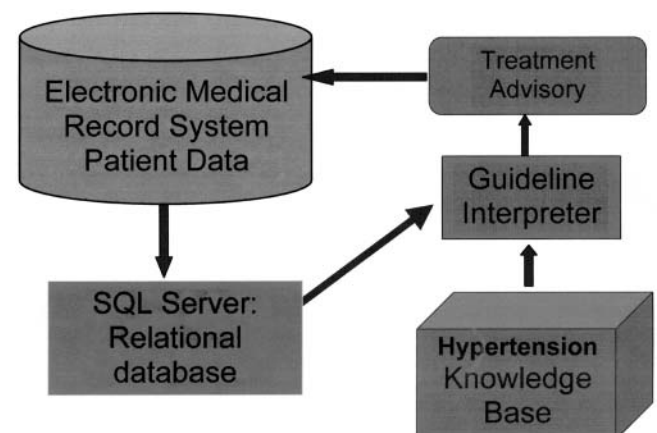 Electronic Medical
Record System
Patient Data
Treatment
Advisory
Guideline
Interpreter
SQL Server:
Relational
database
Hypertension
Knowledge
Base